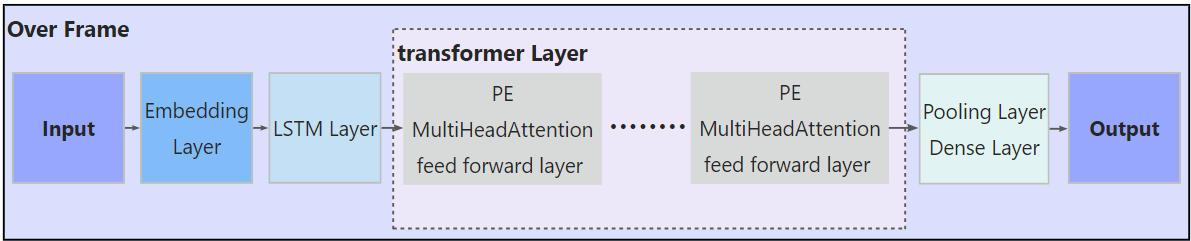 Over Frame
transformer Layer
Input
Embedding
Layer
LSTM Layer
PE
MultiHeadAttention
feed forward layer
PE
MultiHeadAttention
feed forward layer
Pooling Layer
Dense Layer
Output